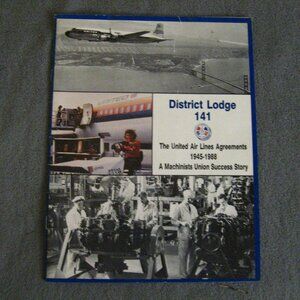 District Lodge
141
The United Air Lines Agreements
1945-1988
A Machinists Union Success Story